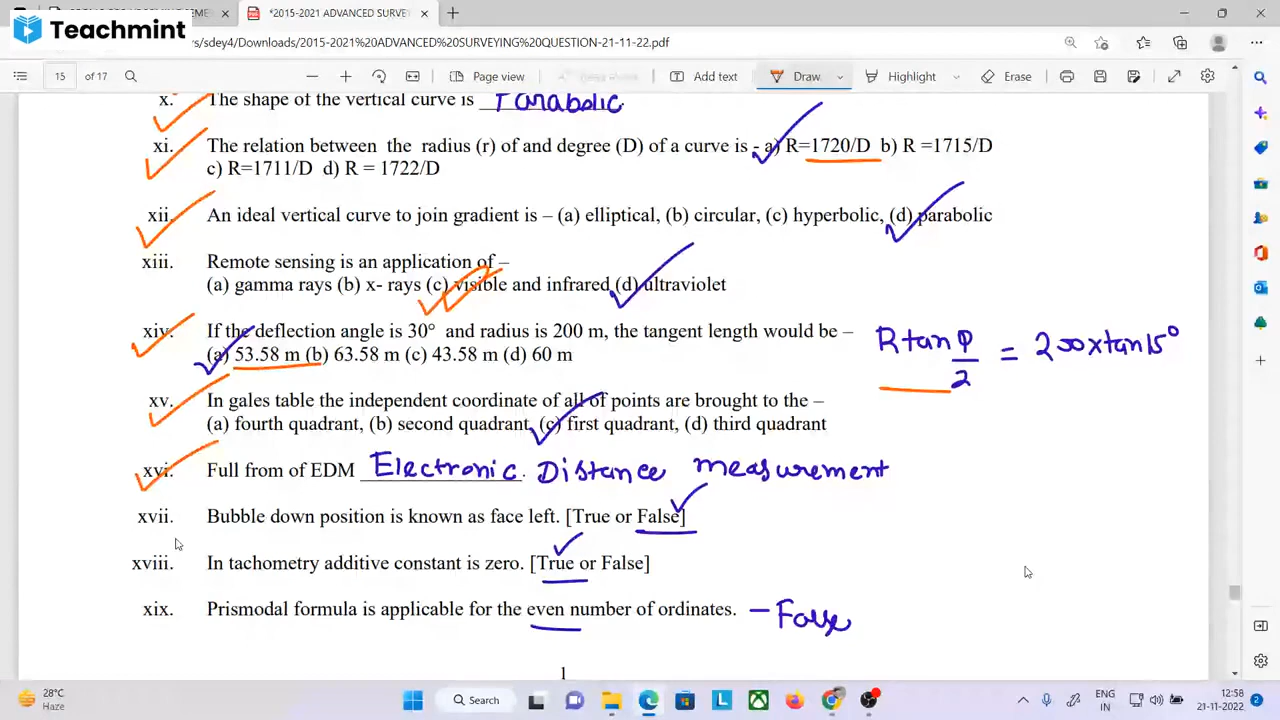 *2015-2021 ADVANCED SURVE
Teachmint
s/sdey4/Downloads/2015-2021%20ADVANCED%20SURVEYING%20QUESTION-21-11-22.pdf
15 of 17 Page view Read aloud Add text Draw Highlight Erase
x. The shape of the vertical curve is Parabolic.
xi. The relation between the radius (r) of and degree (D) of a curve is - a) R=1720/D b) R =1715/D
c) R=1711/D d) R = 1722/D
xii. An ideal vertical curve to join gradient is – (a) elliptical, (b) circular, (c) hyperbolic, (d) parabolic
xiii. Remote sensing is an application of –
(a) gamma rays (b) x- rays (c) visible and infrared (d) ultraviolet
xiv. If the deflection angle is 30° and radius is 200 m, the tangent length would be –
(a) 53.58 m (b) 63.58 m (c) 43.58 m (d) 60 m
R tan φ/2 = 200 x tan 15°
xv. In gales table the independent coordinate of all of points are brought to the –
(a) fourth quadrant, (b) second quadrant, (c) first quadrant, (d) third quadrant
xvi. Full from of EDM Electronic. Distance measurement
xvii. Bubble down position is known as face left. [True or False]
xviii. In tachometry additive constant is zero. [True or False]
xix. Prismodal formula is applicable for the even number of ordinates. – False
1
28°C
Haze
Search
ENG
IN
12:58
21-11-2022
2